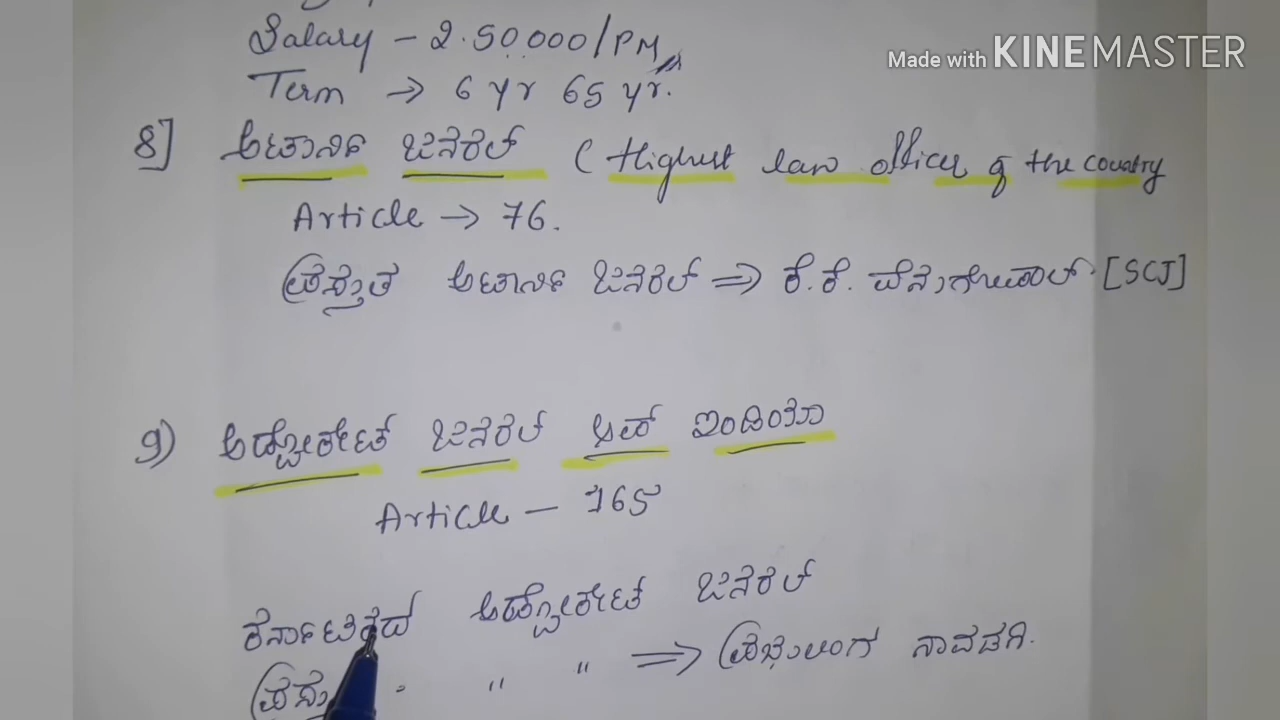 Made with KINEMASTER
Salary - 2.50.000/PM
Term → 6 yr 65 yr.
8] ಅಟಾರ್ನಿ ಜನರಲ್ (Highest law officer of the country
Article → 76.
ಪ್ರಸ್ತುತ ಅಟಾರ್ನಿ ಜನರಲ್ ⇒ ಕೆ.ಕೆ. ವೇಣುಗೋಪಾಲ್ [SCJ]
9) ಅಡ್ವೋಕೇಟ್ ಜನರಲ್ ಆಫ್ ಇಂಡಿಯಾ
Article - 165
ಕರ್ನಾಟಕದ ಅಡ್ವೋಕೇಟ್ ಜನರಲ್
" " ⇒ ಪ್ರಭುಲಿಂಗ ನಾವಡಗಿ.